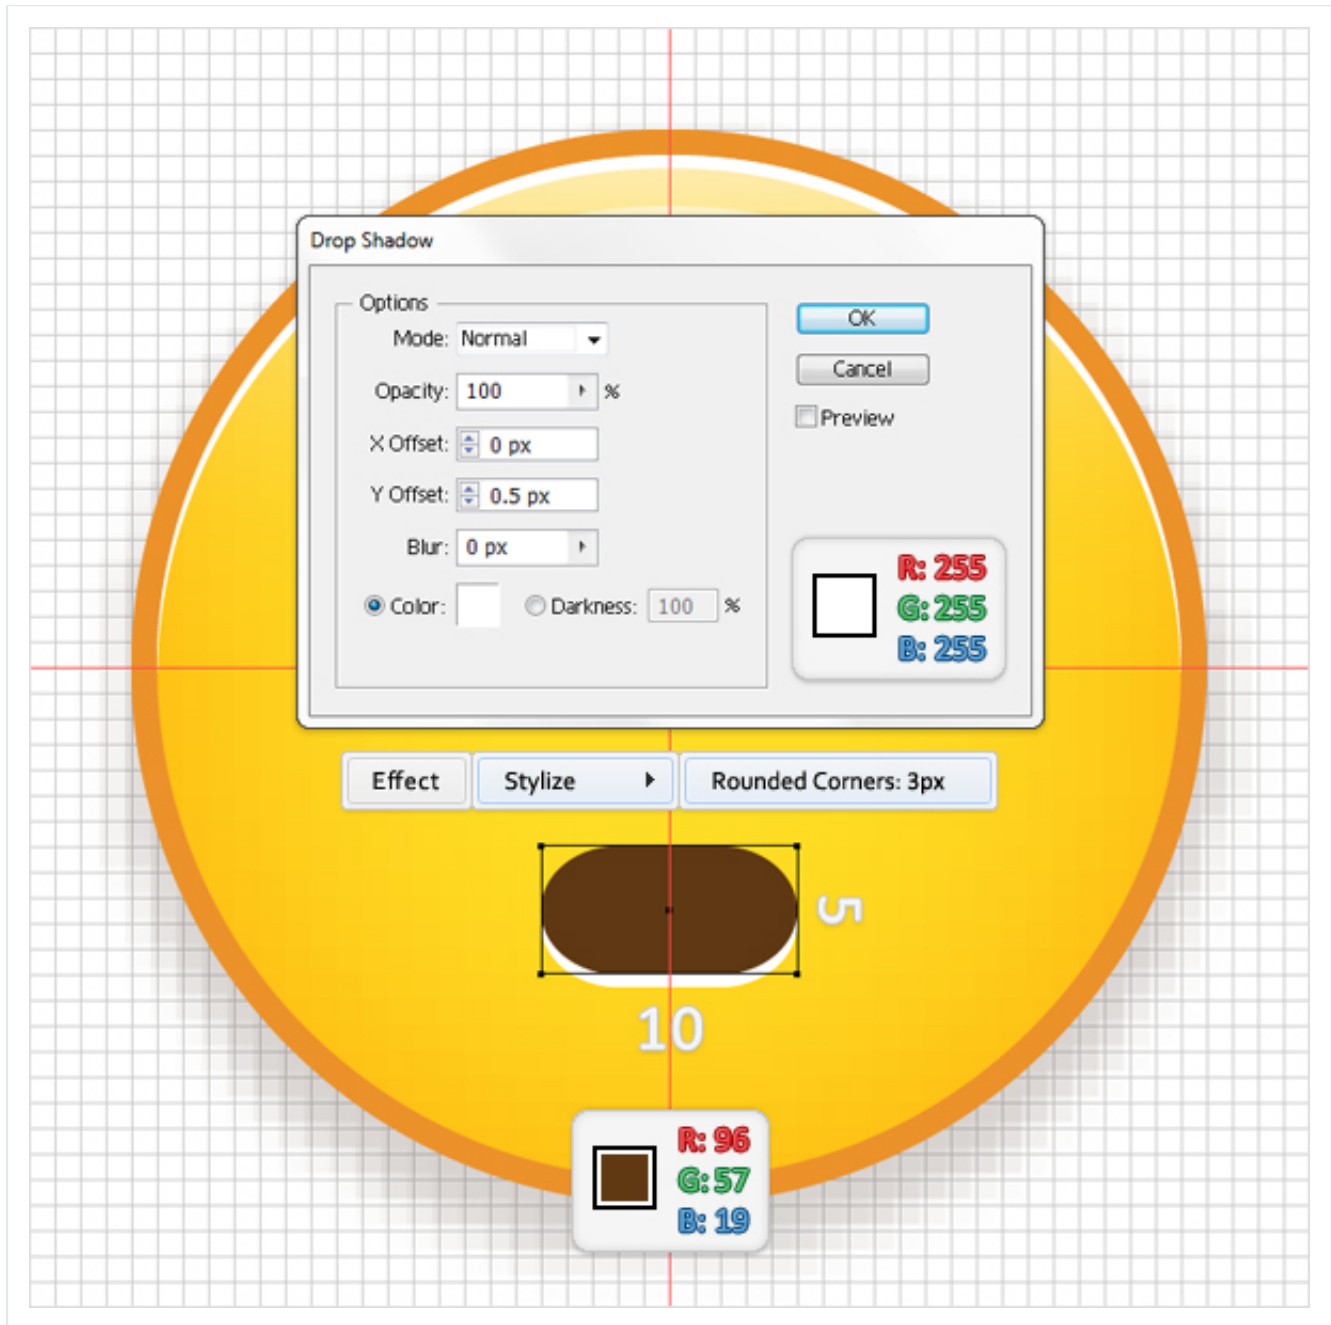 Drop Shadow
Options
Mode: Normal
Opacity: 100 %
X Offset: 0 px
Y Offset: 0.5 px
Blur: 0 px
Color: Darkness: 100 %
OK
Cancel
Preview
R: 255
G: 255
B: 255
Effect Stylize Rounded Corners: 3px
5
10
R: 96
G: 57
B: 19